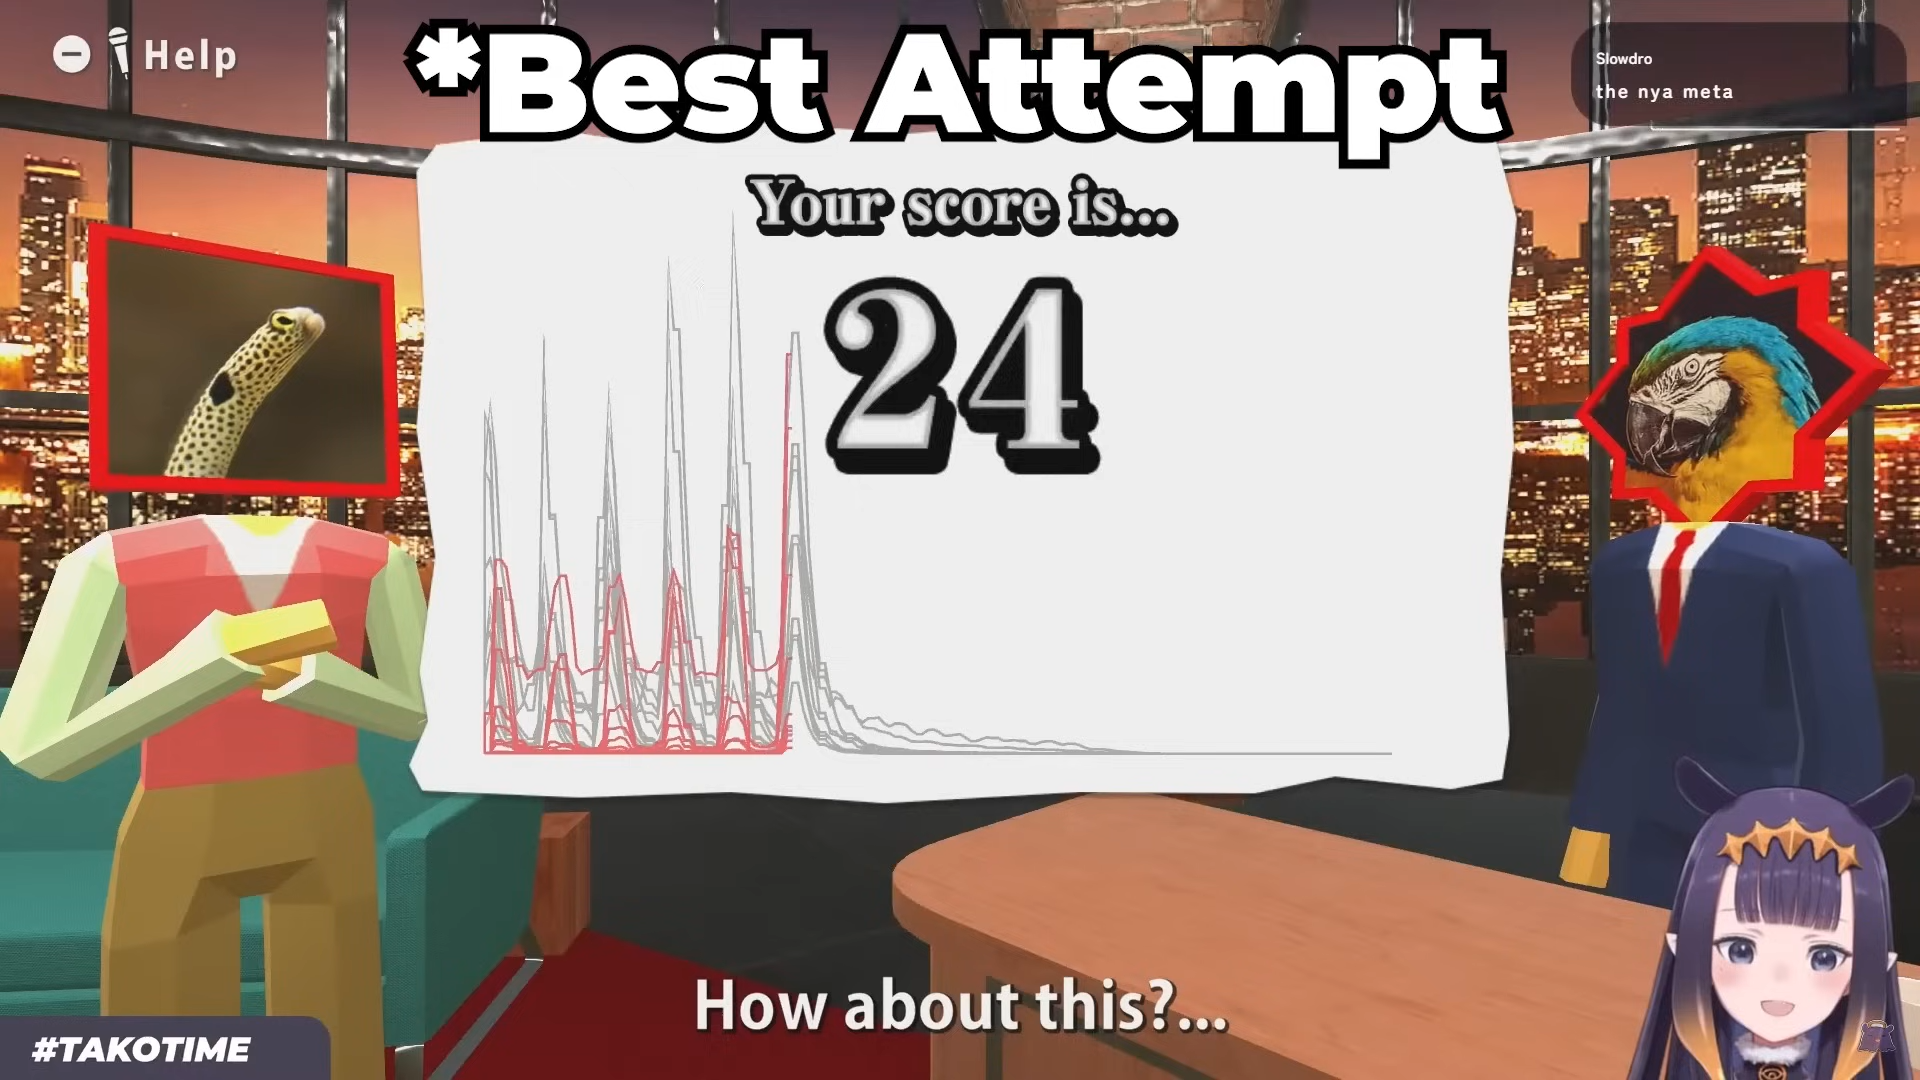 Help
*Best Attempt
Slowdro
the nya meta
Your score is...
24
How about this?...
#TAKOTIME